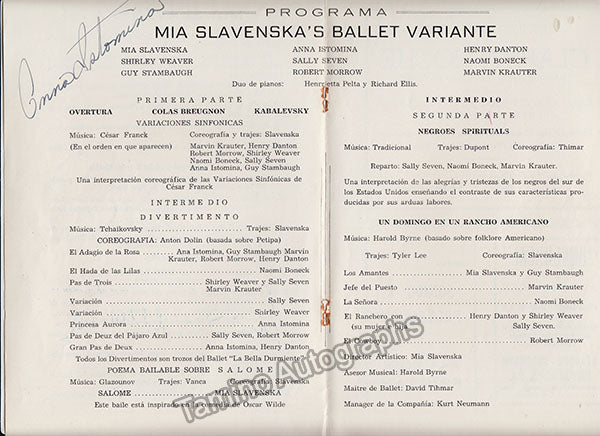 PROGRAMA
MIA SLAVENSKA'S BALLET VARIANTE
Anna Istomina
MIA SLAVENSKA ANNA ISTOMINA HENRY DANTON
SHIRLEY WEAVER SALLY SEVEN NAOMI BONECK
GUY STAMBAUGH ROBERT MORROW MARVIN KRAUTER
Duo de pianos: Henrietta Pelta y Richard Ellis.
PRIMERA PARTE
OVERTURA COLAS BREUGNON KABALEVSKY
VARIACIONES SINFONICAS
Música: César Franck Coreografía y trajes: Slavenska
(En el orden en que aparecen) Marvin Krauter, Henry Danton
Robert Morrow, Shirley Weaver
Naomi Boneck, Sally Seven
Anna Istomina, Guy Stambaugh
Una interpretación coreográfica de las Variaciones Sinfónicas de
César Franck
INTERMEDIO
DIVERTIMENTO
Música: Tchaikovsky Trajes: Slavenska
COREOGRAFIA: Anton Dolin (basada sobre Petipa)
El Adagio de la Rosa Ana Istomina, Guy Stambaugh Marvin
Krauter, Robert Morrow, Henry Danton
El Hada de las Lilas Naomi Boneck
Pas de Trois Shirley Weaver y Sally Seven
Marvin Krauter
Variación Sally Seven
Variación Shirley Weaver
Princesa Aurora Anna Istomina
Pas de Deuz del Pájaro Azul Sally Seven, Robert Morrow
Gran Pas de Deux Anna Istomina, Henry Danton
Todos los Divertimentos son trozos del Ballet "La Bella Durmiente".
POEMA BAILABLE SOBRE SALOME
Música: Glazounov Trajes: Vanca Coreografía: Slavenska
SALOME MIA SLAVENSKA
Este baile está inspirado en la comedia de Oscar Wilde
INTERMEDIO
SEGUNDA PARTE
NEGROES SPIRITUALS
Música: Tradicional Trajes: Dupont Coreografía: Thimar
Reparto: Sally Seven, Naomi Boneck, Marvin Krauter.
Una interpretación de las alegrías y tristezas de los negros del sur de
los Estados Unidos enseñando el contraste de sus características producidas por sus arduas labores.
UN DOMINGO EN UN RANCHO AMERICANO
Música: Harold Byrne (basado sobre folklore Americano)
Trajes: Tyler Lee Coreografía: Slavenska
Los Amantes Mia Slavenska y Guy Stambaugh
Jefe del Puesto Marvin Krauter
La Señora Naomi Boneck
El Ranchero con Henry Danton y Shirley Weaver
(su mujer e hija Sally Seven.
El Cowboy Robert Morrow
Director Artístico: Mia Slavenska
Asesor Musical: Harold Byrne
Maitre de Ballet: David Tihmar
Manager de la Compañía: Kurt Neumann
Tamino Autographs